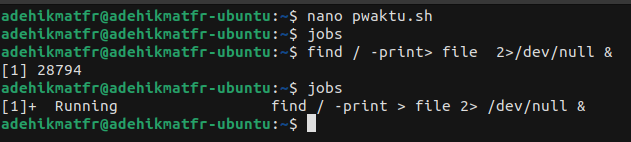 adehikmatfr@adehikmatfr-ubuntu:~$ nano pwaktu.sh
adehikmatfr@adehikmatfr-ubuntu:~$ jobs
adehikmatfr@adehikmatfr-ubuntu:~$ find / -print> file  2>/dev/null &
[1] 28794
adehikmatfr@adehikmatfr-ubuntu:~$ jobs
[1]+  Running                 find / -print > file 2> /dev/null &
adehikmatfr@adehikmatfr-ubuntu:~$